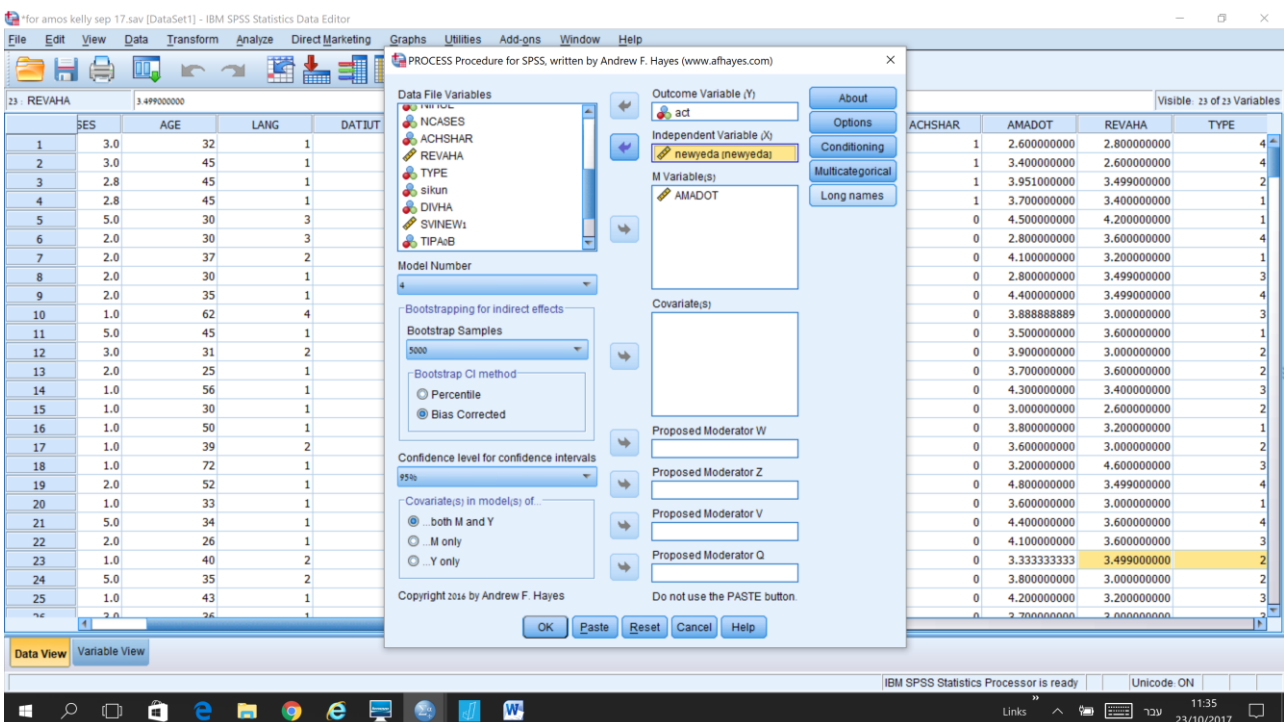 *for amos kelly sep 17.sav [DataSet1] - IBM SPSS Statistics Data Editor
File Edit View Data Transform Analyze Direct Marketing Graphs Utilities Add-ons Window Help
23 : REVAHA 3.499000000 Visible: 23 of 23 Variables
SES AGE LANG DATIUT ACHSHAR AMADOT REVAHA TYPE
1 3.0 32 1 1 2.600000000 2.800000000 4
2 3.0 45 1 1 3.400000000 2.600000000 4
3 2.8 45 1 1 3.951000000 3.499000000 2
4 2.8 45 1 1 3.700000000 3.400000000 1
5 5.0 30 3 0 4.500000000 4.200000000 1
6 2.0 30 3 0 2.800000000 3.600000000 4
7 2.0 37 2 0 4.100000000 3.200000000 1
8 2.0 30 1 0 2.800000000 3.499000000 3
9 2.0 35 1 0 4.400000000 3.499000000 4
10 1.0 62 4 0 3.888888889 3.000000000 3
11 5.0 45 1 0 3.500000000 3.600000000 1
12 3.0 31 2 0 3.900000000 3.000000000 2
13 2.0 25 1 0 3.700000000 3.600000000 2
14 1.0 56 1 0 4.300000000 3.400000000 3
15 1.0 30 1 0 3.000000000 2.600000000 2
16 1.0 50 1 0 3.800000000 3.200000000 1
17 1.0 39 2 0 3.600000000 3.000000000 2
18 1.0 72 1 0 3.200000000 4.600000000 3
19 2.0 52 1 0 4.800000000 3.499000000 4
20 1.0 33 1 0 3.600000000 3.000000000 1
21 5.0 34 1 0 4.400000000 3.600000000 4
22 2.0 26 1 0 4.100000000 3.600000000 3
23 1.0 40 2 0 3.333333333 3.499000000 2
24 5.0 35 2 0 3.800000000 3.000000000 2
25 1.0 43 1 0 4.200000000 3.200000000 3
PROCESS Procedure for SPSS, written by Andrew F. Hayes (www.afhayes.com)
Data File Variables
NCASES
ACHSHAR
REVAHA
TYPE
sikun
DIVHA
SVINEW1
Model Number
4
Bootstrapping for indirect effects
Bootstrap Samples
5000
Bootstrap CI method
Percentile
Bias Corrected
Confidence level for confidence intervals
95%
Covariate(s) in model(s) of...
...both M and Y
...M only
...Y only
Copyright 2016 by Andrew F. Hayes
Outcome Variable (Y)
act
Independent Variable (X)
newyeda [newyeda]
M Variable(s)
AMADOT
Covariate(s)
Proposed Moderator W
Proposed Moderator Z
Proposed Moderator V
Proposed Moderator Q
Do not use the PASTE button.
About
Options
Conditioning
Multicategorical
Long names
OK Paste Reset Cancel Help
Data View Variable View
IBM SPSS Statistics Processor is ready Unicode:ON
Links עבר 11:35
23/10/2017